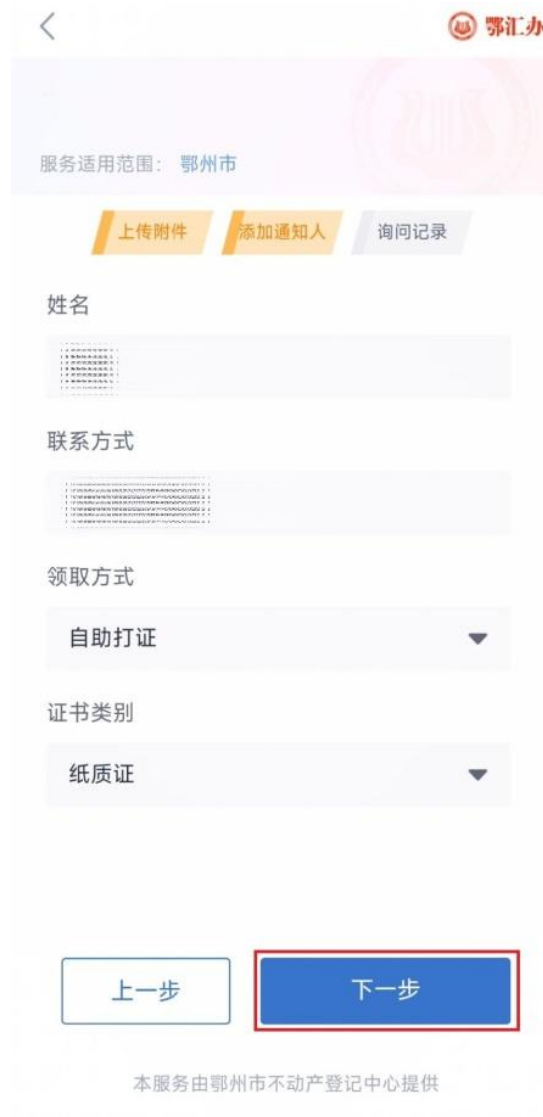 鄂汇办
服务适用范围： 鄂州市
上传附件 添加通知人 询问记录
姓名
联系方式
领取方式
自助打证
证书类别
纸质证
上一步 下一步
本服务由鄂州市不动产登记中心提供